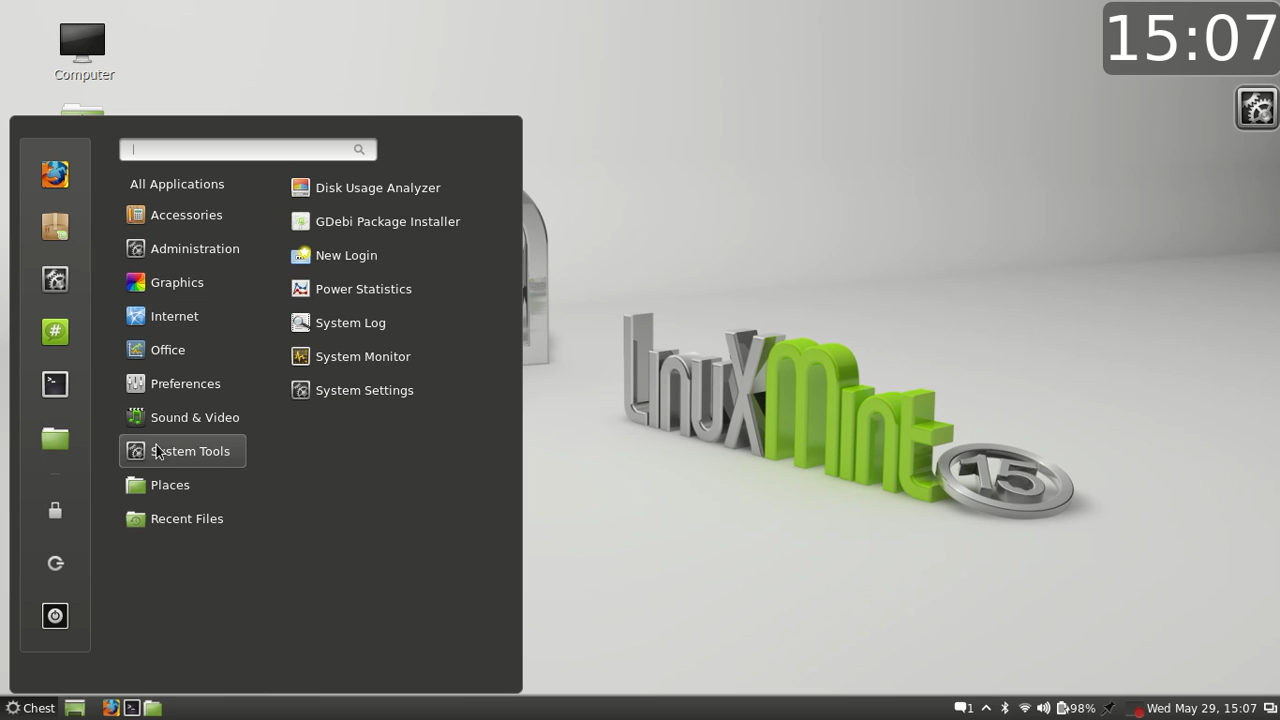 15:07
Computer
All Applications
Accessories
Administration
Graphics
Internet
Office
Preferences
Sound & Video
System Tools
Places
Recent Files
Disk Usage Analyzer
GDebi Package Installer
New Login
Power Statistics
System Log
System Monitor
System Settings
LinuxMint
15
Chest
1
98%
Wed May 29, 15:07